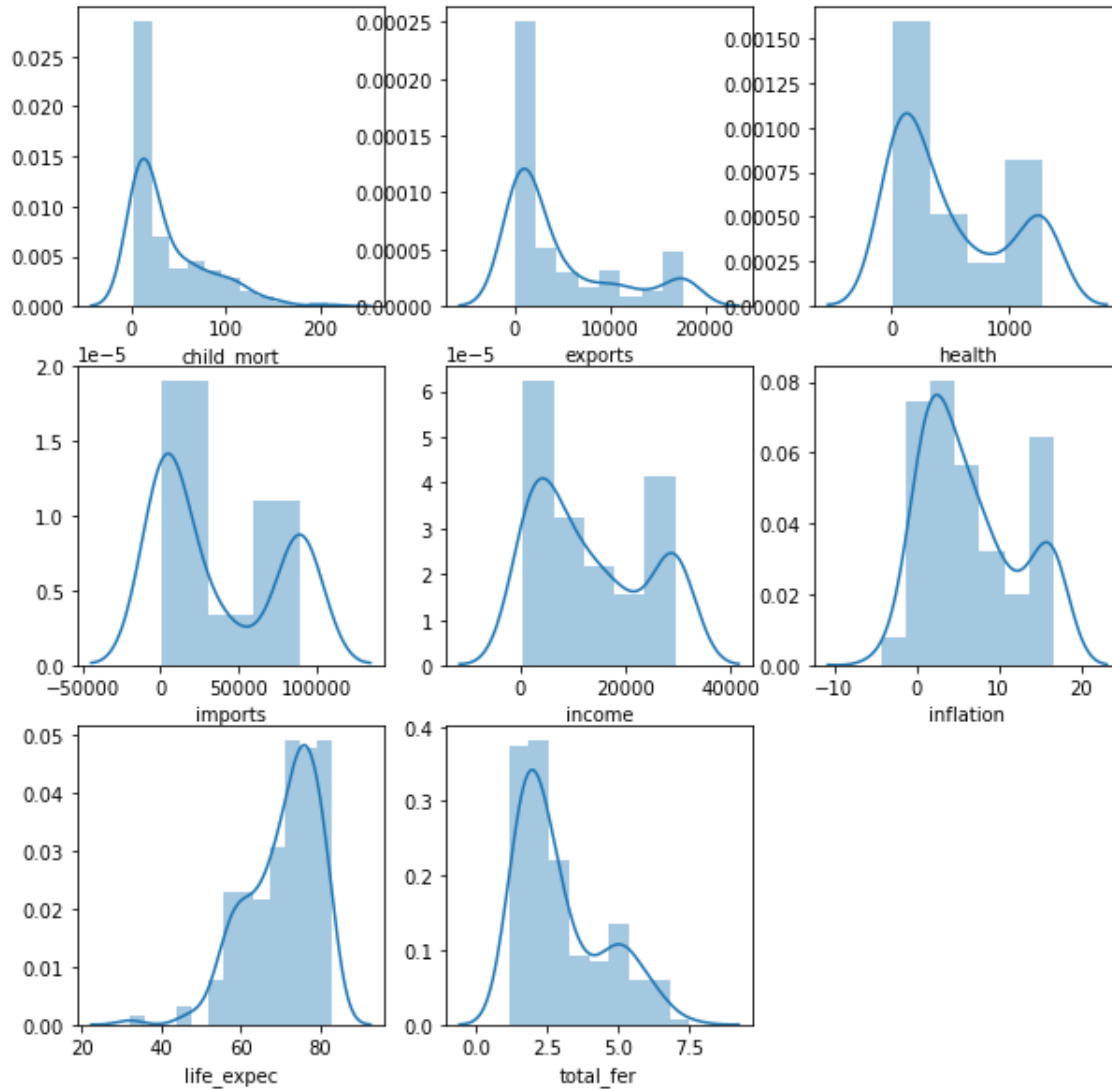 0.025
0.020
0.015
0.010
0.005
0.000
0 100 200
child_mort
0.00025
0.00020
0.00015
0.00010
0.00005
0.00000
0 10000 20000
exports
0.00150
0.00125
0.00100
0.00075
0.00050
0.00025
0.00000
0 1000
health
1e−5
2.0
1.5
1.0
0.5
0.0
−50000 0 50000 100000
imports
1e−5
6
5
4
3
2
1
0
0 20000 40000
income
0.08
0.06
0.04
0.02
0.00
−10 0 10 20
inflation
0.05
0.04
0.03
0.02
0.01
0.00
20 40 60 80
life_expec
0.4
0.3
0.2
0.1
0.0
0.0 2.5 5.0 7.5
total_fer